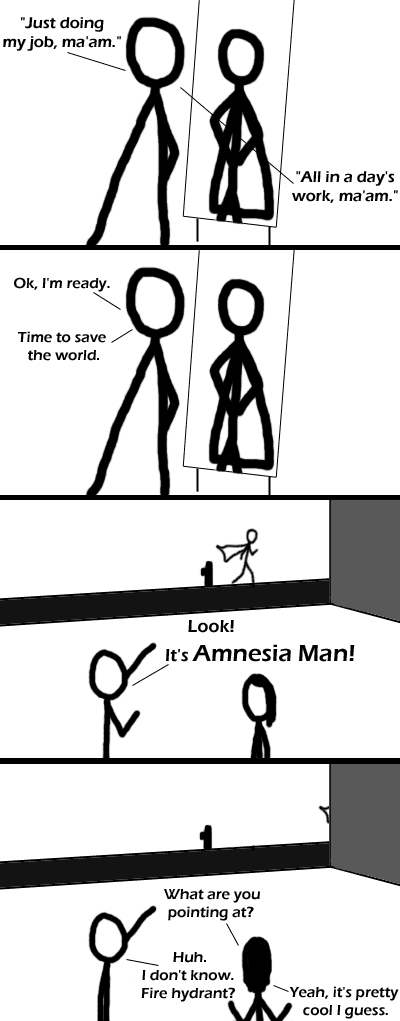 "Just doing
my job, ma'am."
"All in a day's
work, ma'am."
Ok, I'm ready.
Time to save
the world.
Look!
It's Amnesia Man!
What are you
pointing at?
Huh.
I don't know.
Fire hydrant?
Yeah, it's pretty
cool I guess.